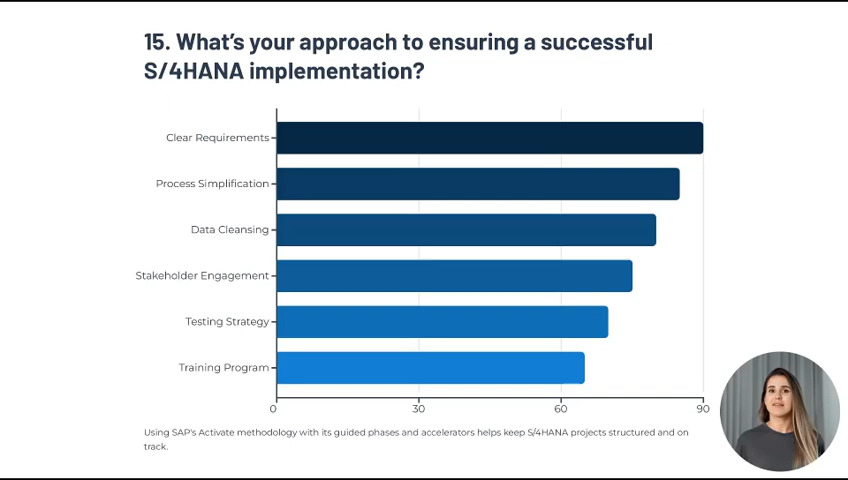 15. What's your approach to ensuring a successful
S/4HANA implementation?
Clear Requirements
Process Simplification
Data Cleansing
Stakeholder Engagement
Testing Strategy
Training Program
0 30 60 90
Using SAP's Activate methodology with its guided phases and accelerators helps keep S/4HANA projects structured and on
track.